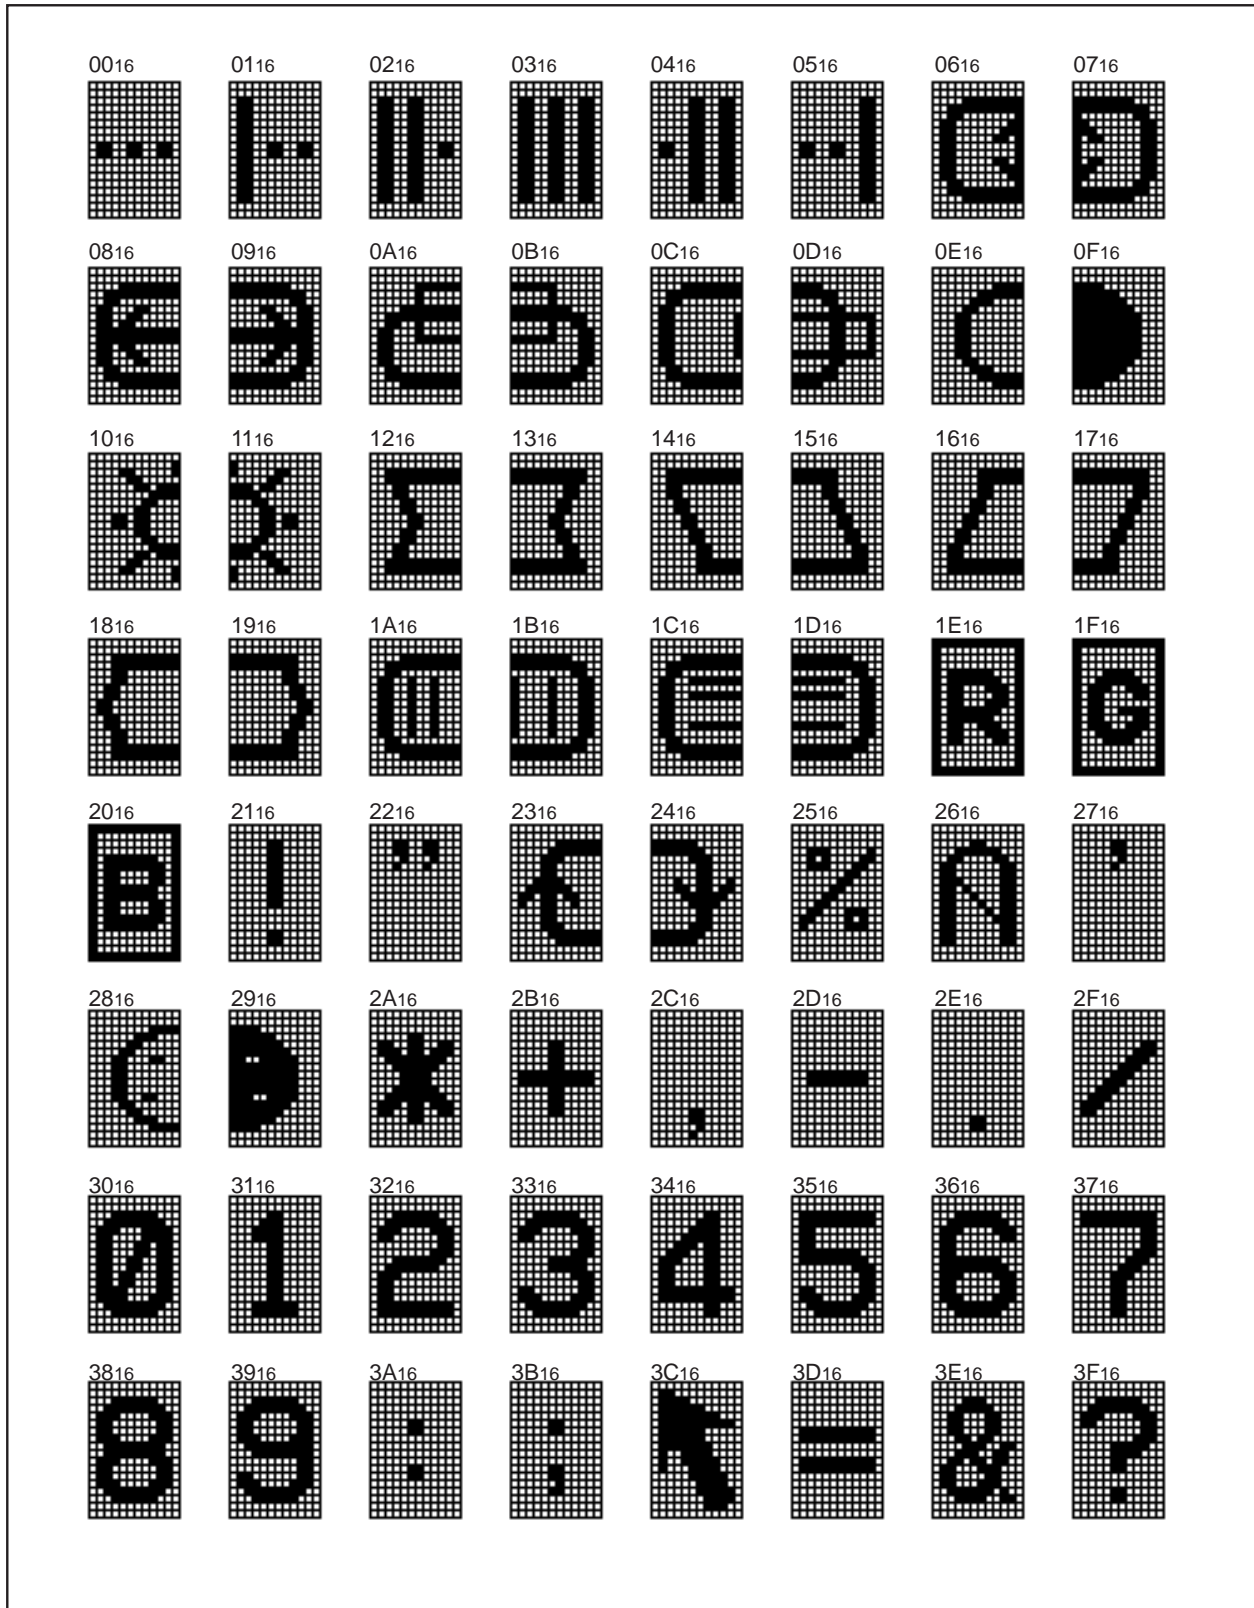 0016 0116 0216 0316 0416 0516 0616 0716
0816 0916 0A16 0B16 0C16 0D16 0E16 0F16
1016 1116 1216 1316 1416 1516 1616 1716
1816 1916 1A16 1B16 1C16 1D16 1E16 1F16
R G
2016 2116 2216 2316 2416 2516 2616 2716
B ! ” % ’
2816 2916 2A16 2B16 2C16 2D16 2E16 2F16
* + , - . /
3016 3116 3216 3316 3416 3516 3616 3716
0 1 2 3 4 5 6 7
3816 3916 3A16 3B16 3C16 3D16 3E16 3F16
8 9 : ; = & ?